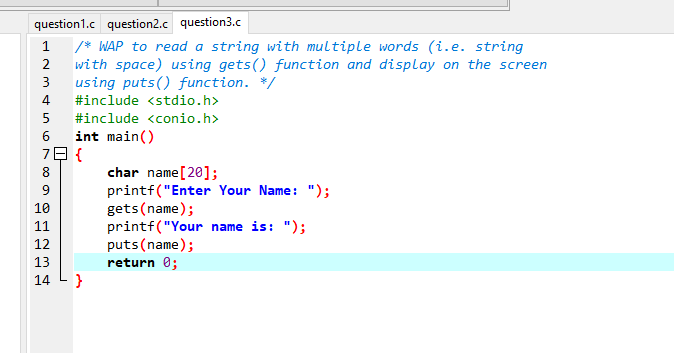 question1.c question2.c question3.c
1 /* WAP to read a string with multiple words (i.e. string
2 with space) using gets() function and display on the screen
3 using puts() function. */
4 #include <stdio.h>
5 #include <conio.h>
6 int main()
7 {
8 char name[20];
9 printf("Enter Your Name: ");
10 gets(name);
11 printf("Your name is: ");
12 puts(name);
13 return 0;
14 }